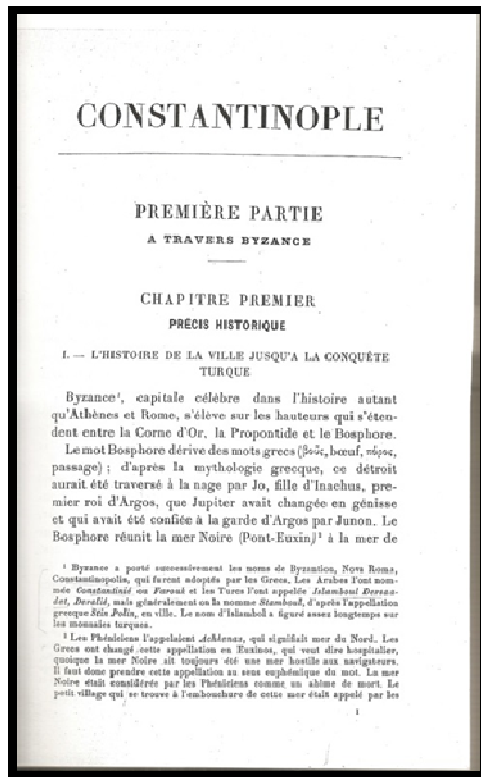 CONSTANTINOPLE
PREMIÈRE PARTIE
A TRAVERS BYZANCE
CHAPITRE PREMIER
PRÉCIS HISTORIQUE
I. — L'HISTOIRE DE LA VILLE JUSQU'A LA CONQUÊTE
TURQUE
Byzance¹, capitale célèbre dans l'histoire autant
qu'Athènes et Rome, s'élève sur les hauteurs qui s'éten-
dent entre la Corne d'Or, la Propontide et le Bosphore.
Le mot Bosphore dérive des mots grecs (βοῦς, bœuf, πόρος,
passage) ; d'après la mythologie grecque, ce détroit
aurait été traversé à la nage par Jo, fille d'Inachus, pre-
mier roi d'Argos, que Jupiter avait changée en génisse
et qui avait été confiée à la garde d'Argos par Junon. Le
Bosphore réunit la mer Noire (Pont-Euxin)² à la mer de
¹ Byzance a porté successivement les noms de Byzantion, Nova Roma,
Constantinopolis, qui furent adoptés par les Grecs. Les Arabes l'ont nom-
mée Constantinié ou Farouk et les Turcs l'ont appelée Islamboul Derssa-
det, Deralié, mais généralement on la nomme Stamboul, d'après l'appellation
grecque Stin Polin, en ville. Le nom d'Islambol a figuré assez longtemps sur
les monnaies turques.
² Les Phéniciens l'appelaient Achkenas, qui signifiait mer du Nord. Les
Grecs ont changé cette appellation en Euxinos, qui veut dire hospitalier,
quoique la mer Noire ait toujours été une mer hostile aux navigateurs.
Il faut donc prendre cette appellation au sens euphémique du mot. La mer
Noire était considérée par les Phéniciens comme un abîme de mort. Le
petit village qui se trouve à l'embouchure de cette mer était appelé par les
1